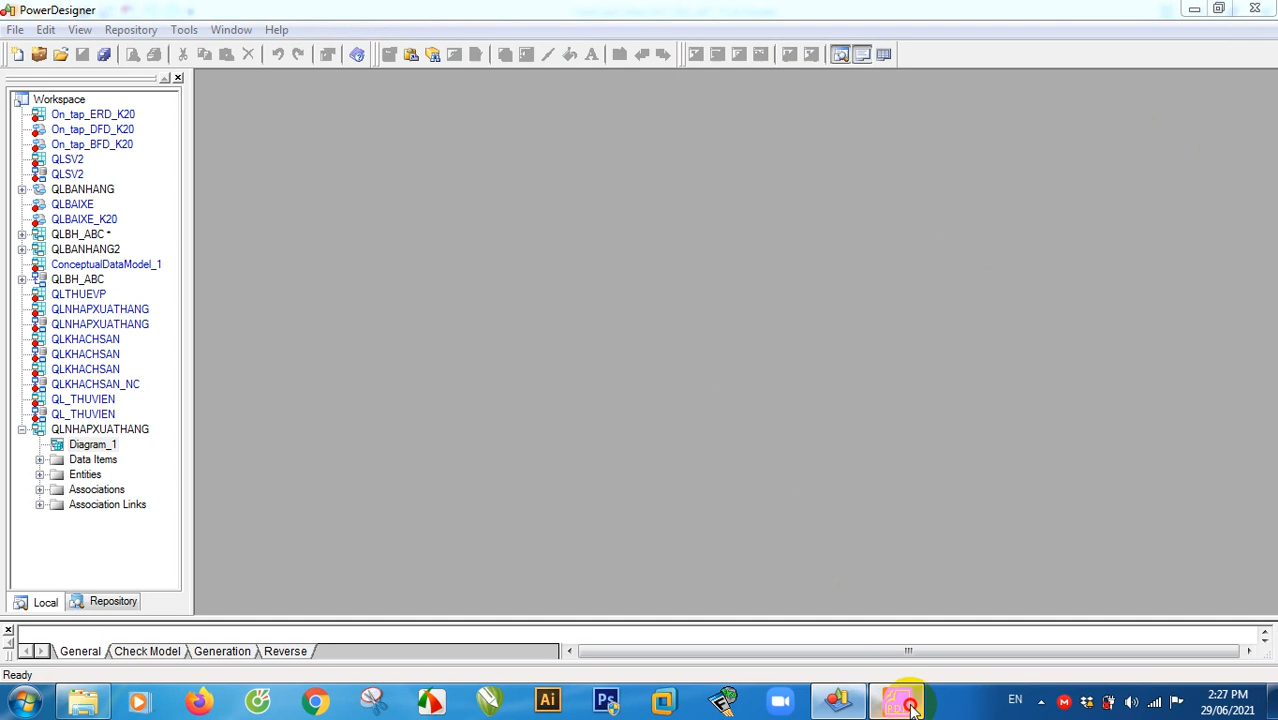 PowerDesigner
File Edit View Repository Tools Window Help
Workspace
On_tap_ERD_K20
On_tap_DFD_K20
On_tap_BFD_K20
QLSV2
QLSV2
QLBANHANG
QLBAIXE
QLBAIXE_K20
QLBH_ABC *
QLBANHANG2
ConceptualDataModel_1
QLBH_ABC
QLTHUEVP
QLNHAPXUATHANG
QLNHAPXUATHANG
QLKHACHSAN
QLKHACHSAN
QLKHACHSAN
QLKHACHSAN_NC
QL_THUVIEN
QL_THUVIEN
QLNHAPXUATHANG
Diagram_1
Data Items
Entities
Associations
Association Links
Local Repository
General Check Model Generation Reverse
Ready
Ai Ps EN 2:27 PM
29/06/2021